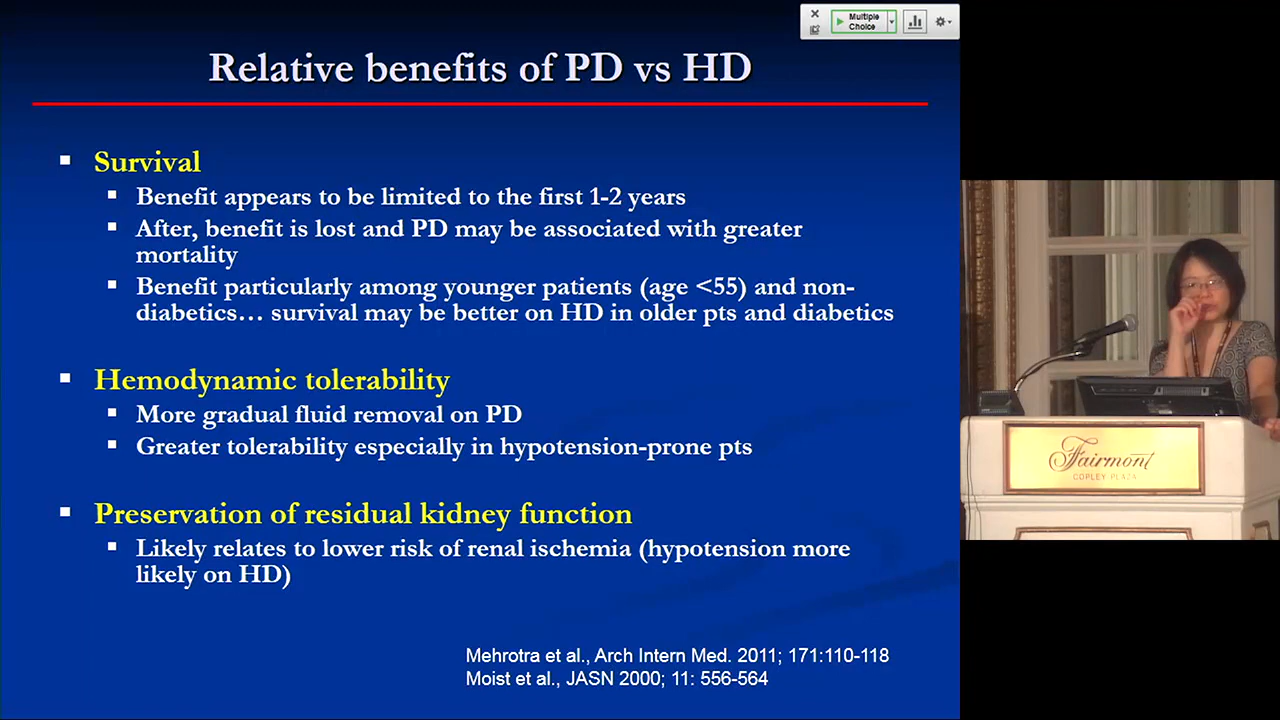 Multiple
Choice
Relative benefits of PD vs HD
Survival
Benefit appears to be limited to the first 1-2 years
After, benefit is lost and PD may be associated with greater
mortality
Benefit particularly among younger patients (age <55) and non-
diabetics... survival may be better on HD in older pts and diabetics
Hemodynamic tolerability
More gradual fluid removal on PD
Greater tolerability especially in hypotension-prone pts
Preservation of residual kidney function
Likely relates to lower risk of renal ischemia (hypotension more
likely on HD)
Mehrotra et al., Arch Intern Med. 2011; 171:110-118
Moist et al., JASN 2000; 11: 556-564
Fairmont
COPLEY PLAZA